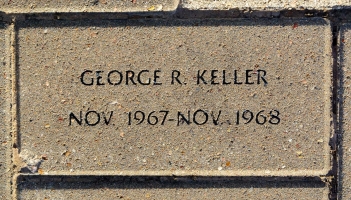 GEORGE R. KELLER
NOV. 1967-NOV. 1968